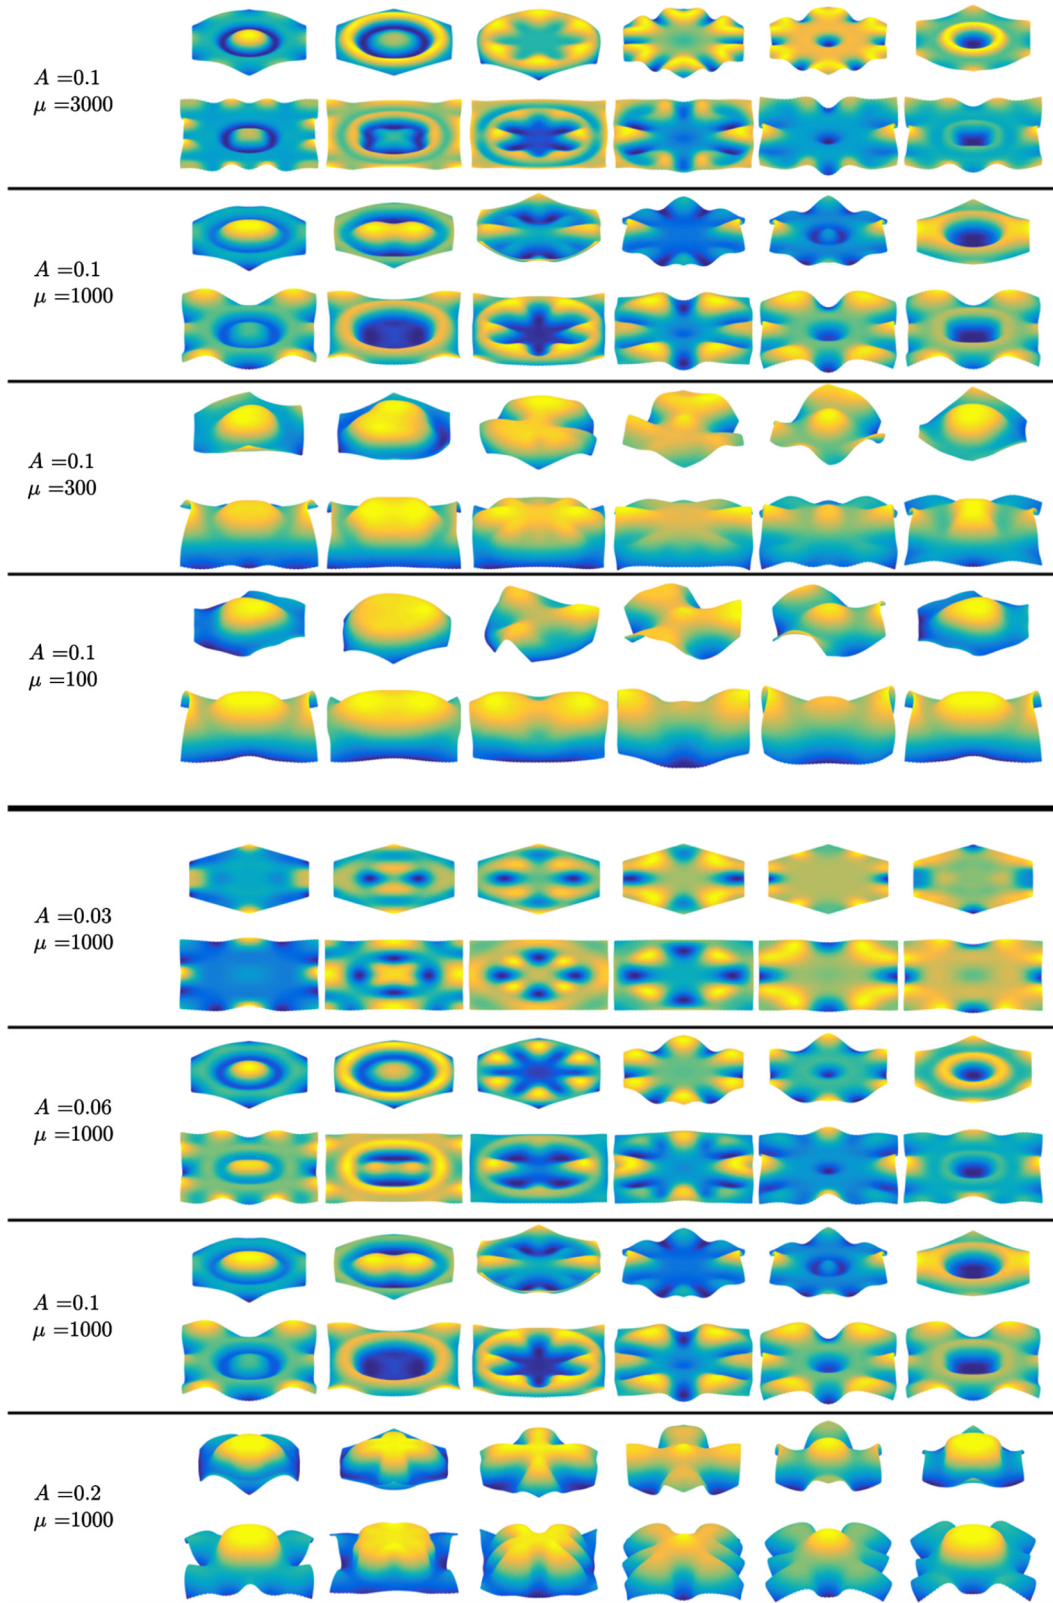 A =0.1
μ =3000
A =0.1
μ =1000
A =0.1
μ =300
A =0.1
μ =100
A =0.03
μ =1000
A =0.06
μ =1000
A =0.1
μ =1000
A =0.2
μ =1000